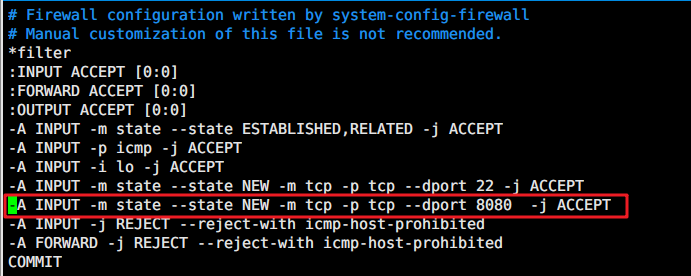 # Firewall configuration written by system-config-firewall
# Manual customization of this file is not recommended.
*filter
:INPUT ACCEPT [0:0]
:FORWARD ACCEPT [0:0]
:OUTPUT ACCEPT [0:0]
-A INPUT -m state --state ESTABLISHED,RELATED -j ACCEPT
-A INPUT -p icmp -j ACCEPT
-A INPUT -i lo -j ACCEPT
-A INPUT -m state --state NEW -m tcp -p tcp --dport 22 -j ACCEPT
-A INPUT -m state --state NEW -m tcp -p tcp --dport 8080  -j ACCEPT
-A INPUT -j REJECT --reject-with icmp-host-prohibited
-A FORWARD -j REJECT --reject-with icmp-host-prohibited
COMMIT